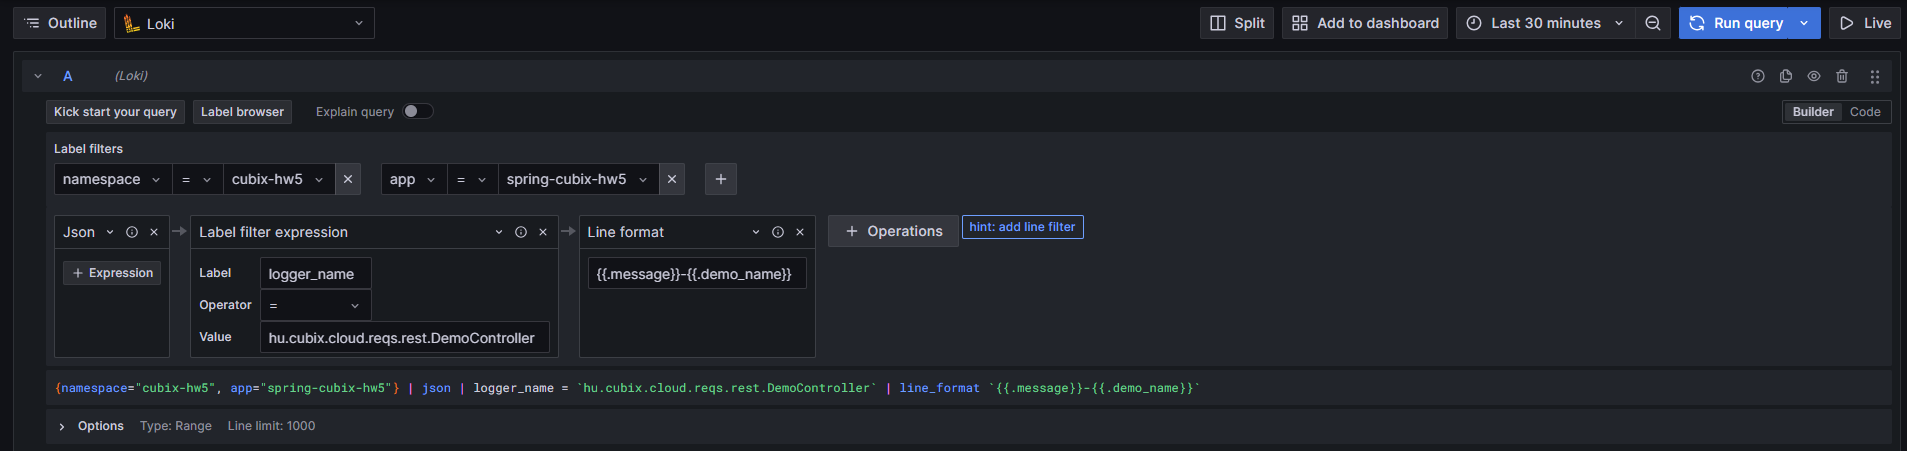 Outline Loki Split Add to dashboard Last 30 minutes Run query Live
A (Loki)
Kick start your query Label browser Explain query Builder Code
Label filters
namespace = cubix-hw5 app = spring-cubix-hw5
Json Label filter expression Line format + Operations hint: add line filter
+ Expression Label logger_name {{.message}}-{{.demo_name}}
Operator =
Value hu.cubix.cloud.reqs.rest.DemoController
{namespace="cubix-hw5", app="spring-cubix-hw5"} | json | logger_name = `hu.cubix.cloud.reqs.rest.DemoController` | line_format `{{.message}}-{{.demo_name}}`
Options Type: Range Line limit: 1000